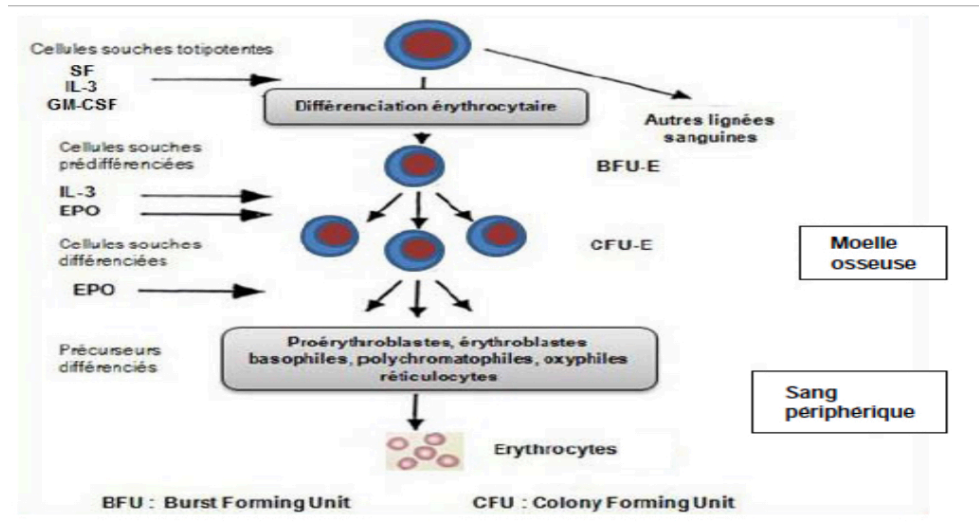 Cellules souches totipotentes
SF
IL-3
GM-CSF
Différenciation érythrocytaire
Autres lignées
sanguines
Cellules souches
prédifférenciées
BFU-E
IL-3
EPO
Cellules souches
différenciées
CFU-E
Moelle
osseuse
EPO
Proérythroblastes, érythroblastes
basophiles, polychromatophiles, oxyphiles
réticulocytes
Précurseurs
différenciés
Sang
périphérique
Erythrocytes
BFU : Burst Forming Unit
CFU : Colony Forming Unit